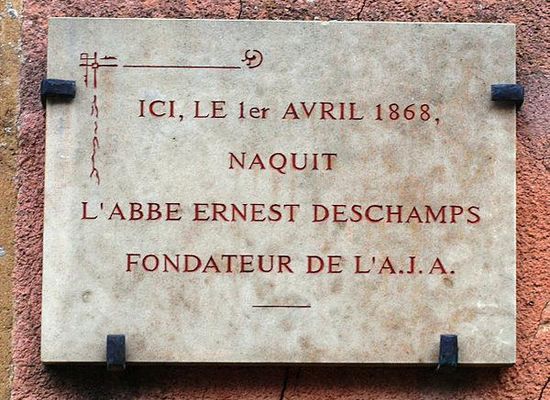 ICI, LE 1er AVRIL 1868,
NAQUIT
L'ABBE ERNEST DESCHAMPS
FONDATEUR DE L'A.J.A.